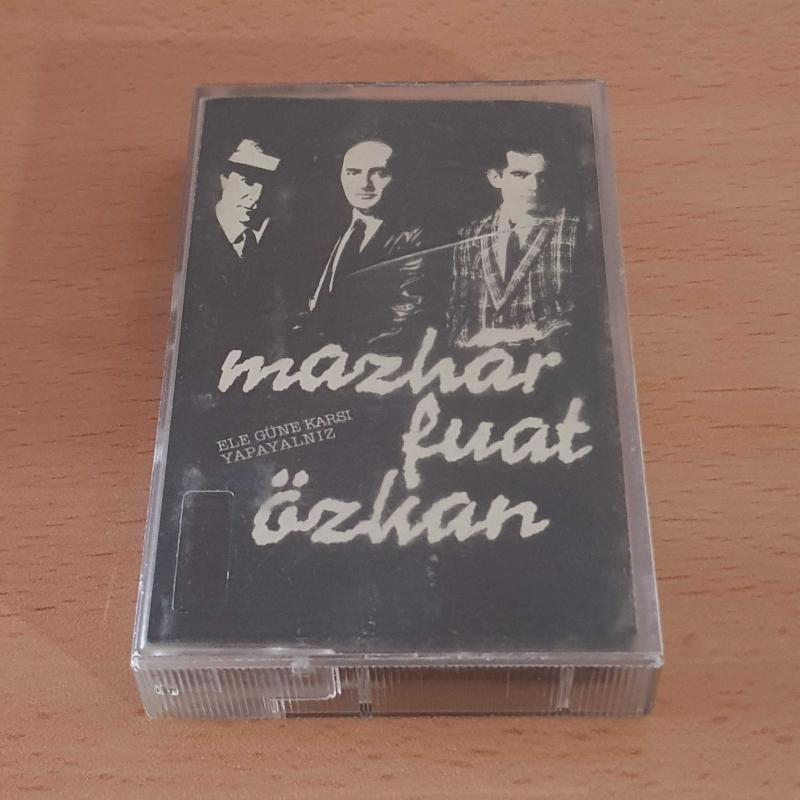 mazhar
fuat
özkan
ELE GÜNE KARŞI
YAPAYALNIZ